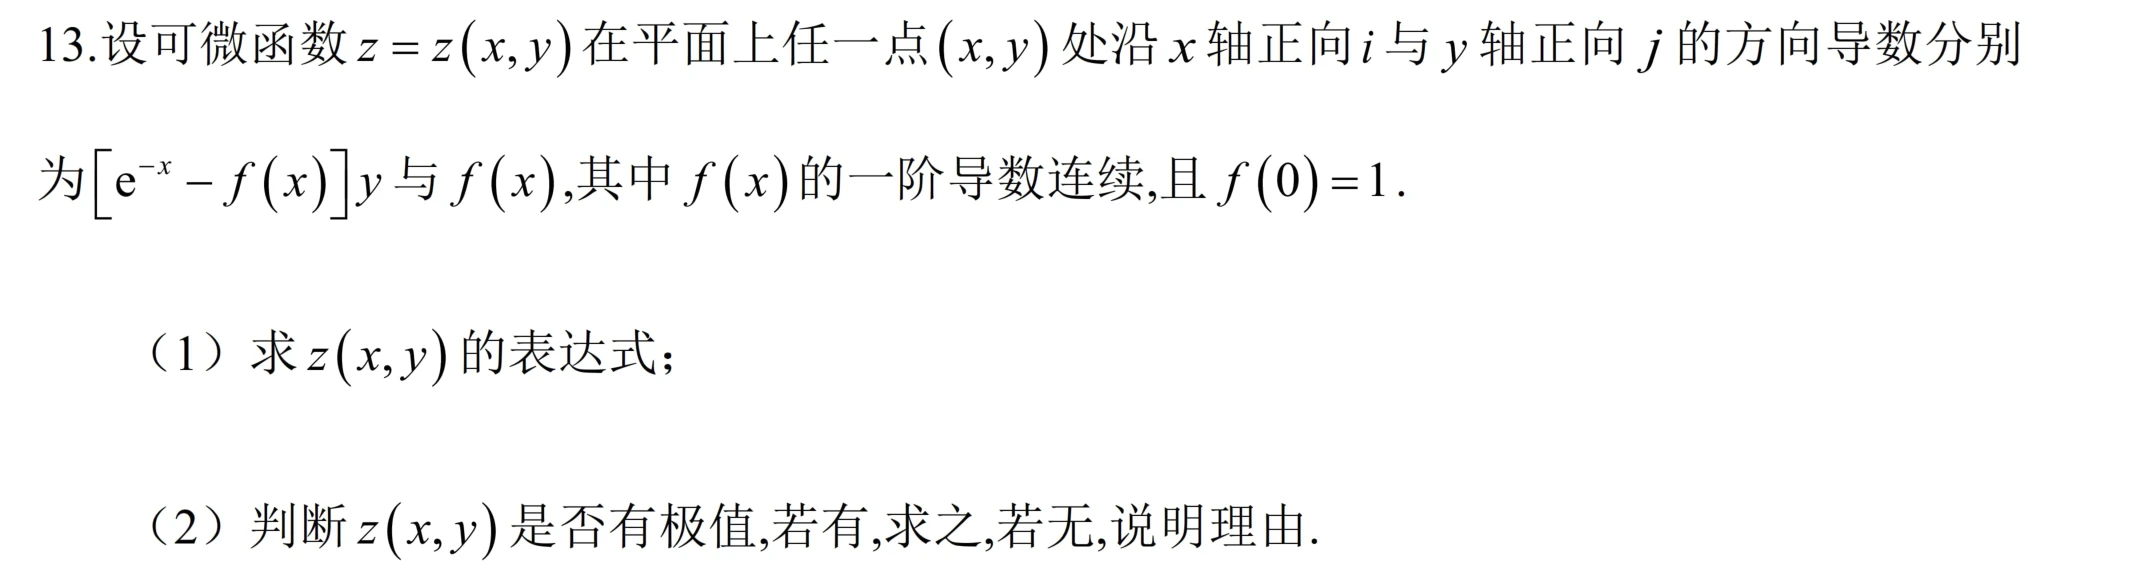 13.设可微函数 z = z(x, y) 在平面上任一点(x, y) 处沿 x 轴正向 i 与 y 轴正向 j 的方向导数分别
为[e⁻ˣ − f(x)]y 与 f(x),其中 f(x)的一阶导数连续,且 f(0) = 1.
（1）求 z(x, y) 的表达式；
（2）判断 z(x, y) 是否有极值,若有,求之,若无,说明理由.